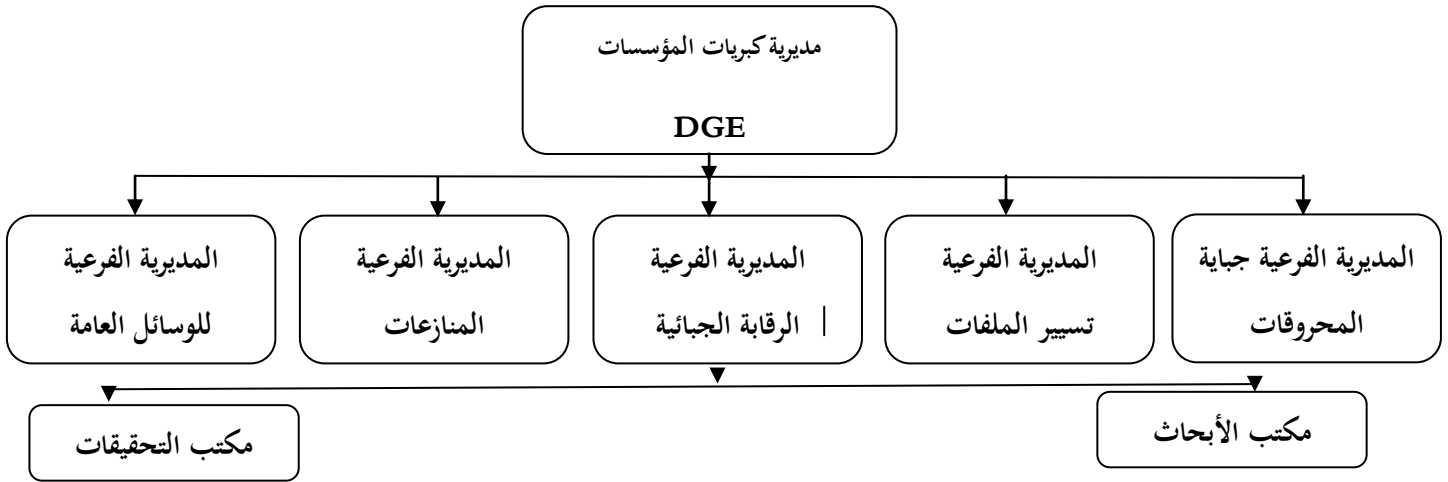 مديرية كبريات المؤسسات
DGE
المديرية الفرعية جباية
المحروقات
المديرية الفرعية
تسيير الملفات
المديرية الفرعية
الرقابة الجبائية
المديرية الفرعية
المنازعات
المديرية الفرعية
للوسائل العامة
مكتب الأبحاث
مكتب التحقيقات